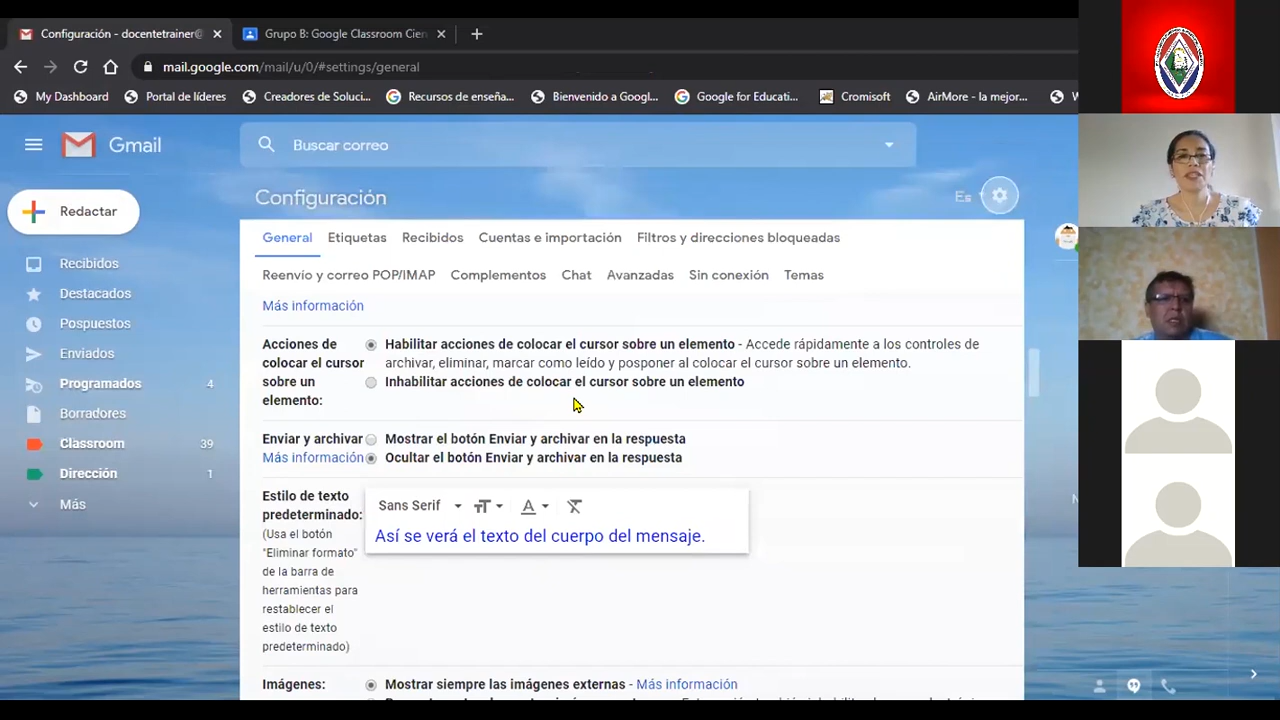 Configuración - docentetrainer@
Grupo B: Google Classroom Cien
mail.google.com/mail/u/0/#settings/general
My Dashboard
Portal de líderes
Creadores de Soluci...
Recursos de enseña...
Bienvenido a Googl...
Google for Educati...
Cromisoft
AirMore - la mejor...
Gmail
Buscar correo
Redactar
Recibidos
Destacados
Pospuestos
Enviados
Programados 4
Borradores
Classroom 39
Dirección 1
Más
Configuración
Es
General Etiquetas Recibidos Cuentas e importación Filtros y direcciones bloqueadas
Reenvío y correo POP/IMAP Complementos Chat Avanzadas Sin conexión Temas
Más información
Acciones de
colocar el cursor
sobre un
elemento:
Habilitar acciones de colocar el cursor sobre un elemento - Accede rápidamente a los controles de
archivar, eliminar, marcar como leído y posponer al colocar el cursor sobre un elemento.
Inhabilitar acciones de colocar el cursor sobre un elemento
Enviar y archivar
Más información
Mostrar el botón Enviar y archivar en la respuesta
Ocultar el botón Enviar y archivar en la respuesta
Estilo de texto
predeterminado:
(Usa el botón
"Eliminar formato"
de la barra de
herramientas para
restablecer el
estilo de texto
predeterminado)
Sans Serif
Así se verá el texto del cuerpo del mensaje.
Imágenes:
Mostrar siempre las imágenes externas - Más información